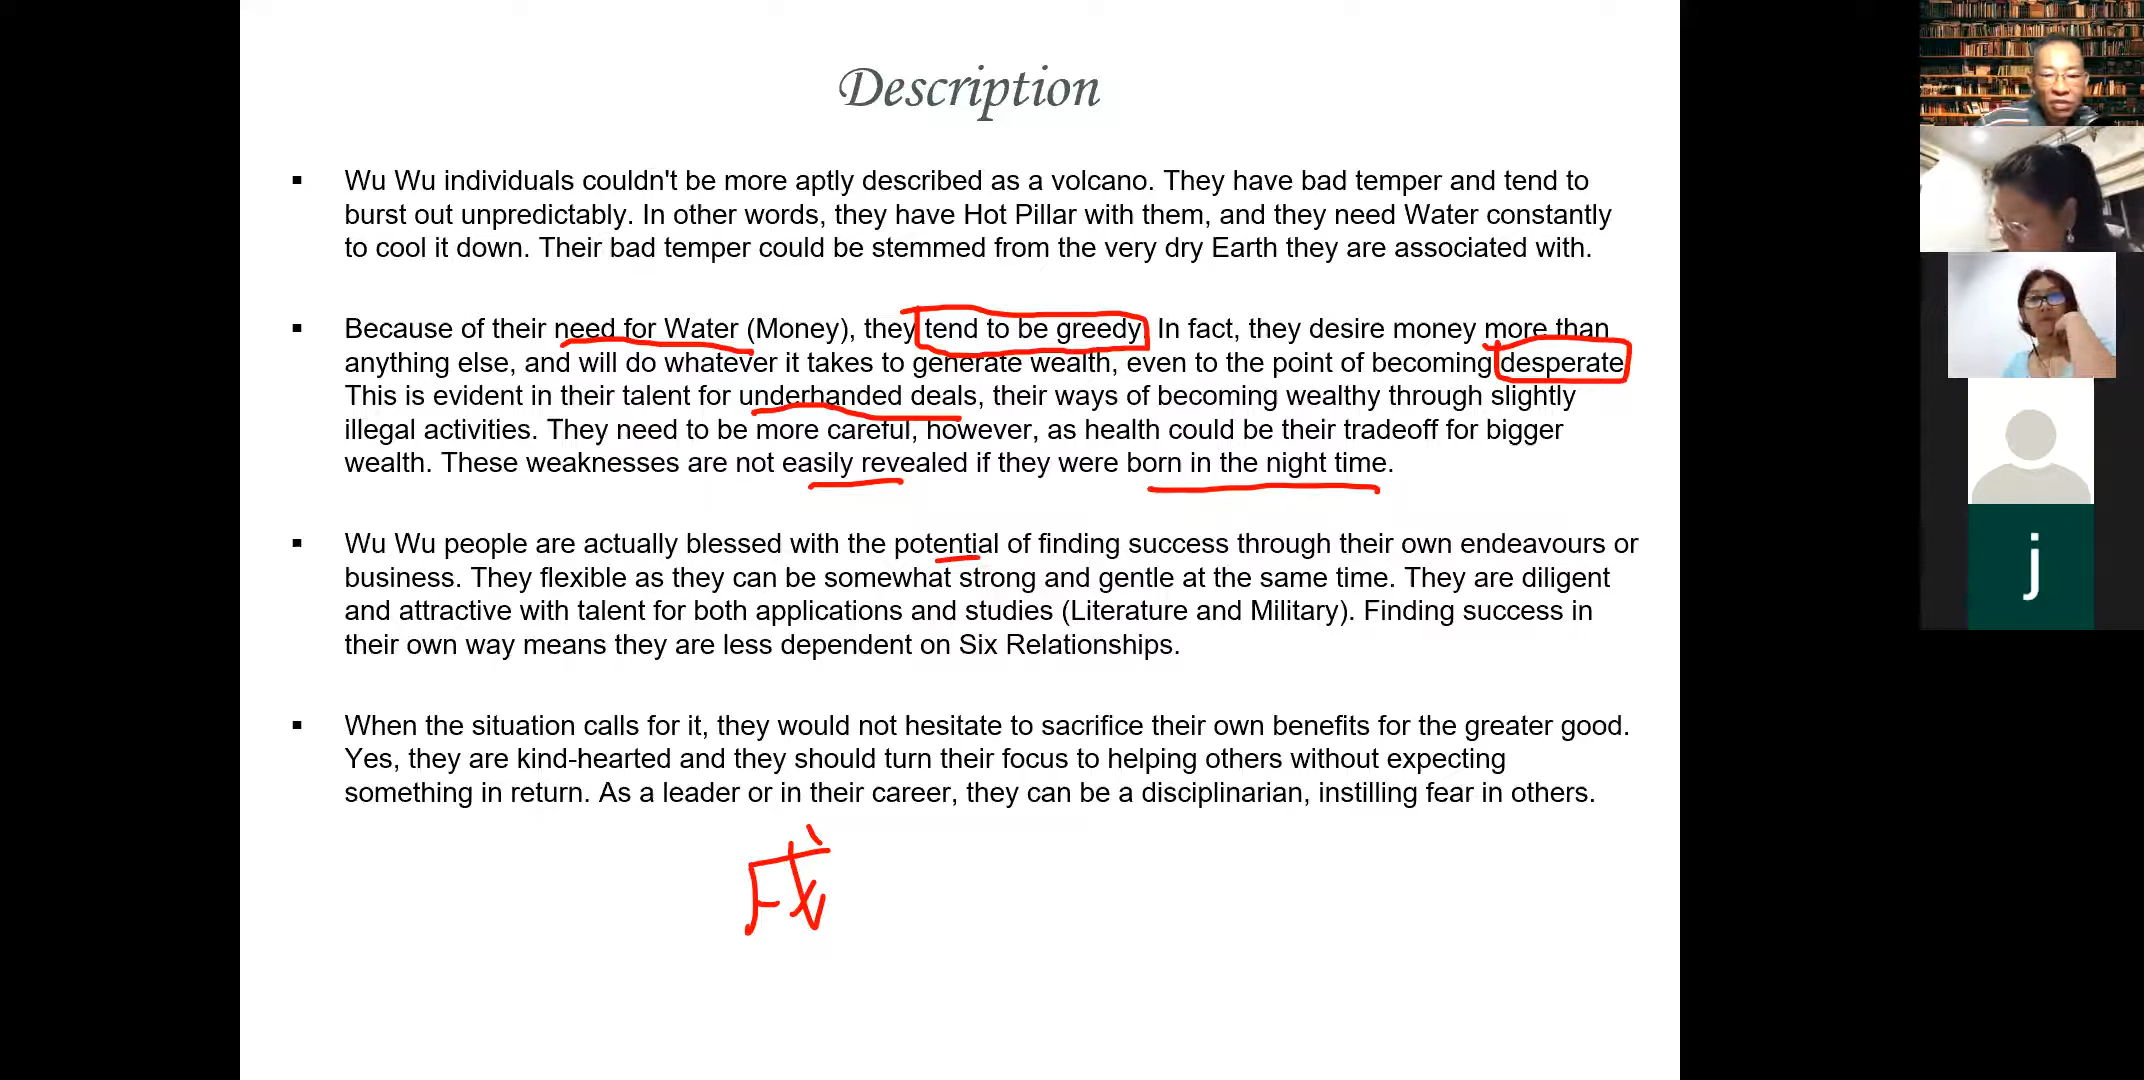 Description
Wu Wu individuals couldn't be more aptly described as a volcano. They have bad temper and tend to
burst out unpredictably. In other words, they have Hot Pillar with them, and they need Water constantly
to cool it down. Their bad temper could be stemmed from the very dry Earth they are associated with.
Because of their need for Water (Money), they tend to be greedy. In fact, they desire money more than
anything else, and will do whatever it takes to generate wealth, even to the point of becoming desperate.
This is evident in their talent for underhanded deals, their ways of becoming wealthy through slightly
illegal activities. They need to be more careful, however, as health could be their tradeoff for bigger
wealth. These weaknesses are not easily revealed if they were born in the night time.
Wu Wu people are actually blessed with the potential of finding success through their own endeavours or
business. They flexible as they can be somewhat strong and gentle at the same time. They are diligent
and attractive with talent for both applications and studies (Literature and Military). Finding success in
their own way means they are less dependent on Six Relationships.
When the situation calls for it, they would not hesitate to sacrifice their own benefits for the greater good.
Yes, they are kind-hearted and they should turn their focus to helping others without expecting
something in return. As a leader or in their career, they can be a disciplinarian, instilling fear in others.
戌
j